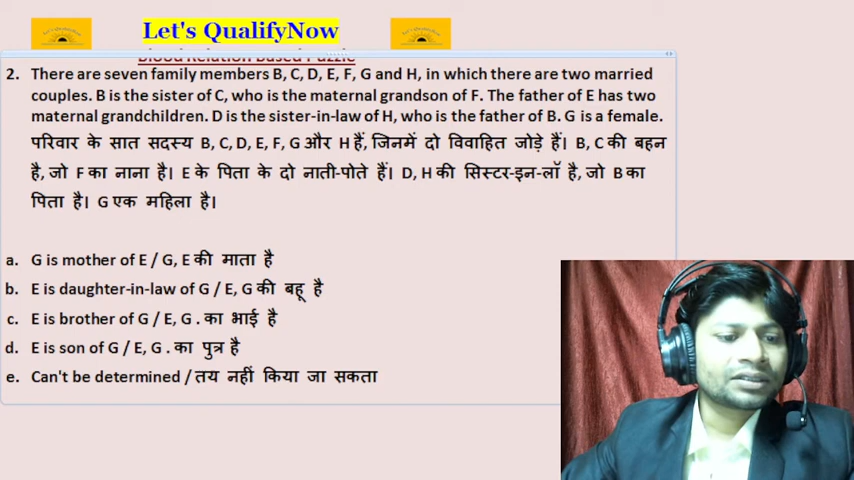 Let's QualifyNow
Blood Relation Based Puzzle
2. There are seven family members B, C, D, E, F, G and H, in which there are two married
couples. B is the sister of C, who is the maternal grandson of F. The father of E has two
maternal grandchildren. D is the sister-in-law of H, who is the father of B. G is a female.
परिवार के सात सदस्य B, C, D, E, F, G और H हैं, जिनमें दो विवाहित जोड़े हैं। B, C की बहन
है, जो F का नाना है। E के पिता के दो नाती-पोते हैं। D, H की सिस्टर-इन-लॉ है, जो B का
पिता है। G एक महिला है।
a. G is mother of E / G, E की माता है
b. E is daughter-in-law of G / E, G की बहू है
c. E is brother of G / E, G . का भाई है
d. E is son of G / E, G . का पुत्र है
e. Can't be determined / तय नहीं किया जा सकता